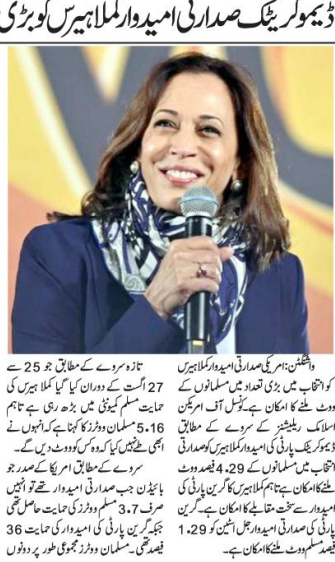 ڈیموکریٹک صدارتی امیدوار کملا ہیرس کو بڑی
واشنگٹن:امریکی صدارتی امیدوار کملا ہیرس
کو انتخاب میں بڑی تعداد میں مسلمانوں کے
ووٹ ملنے کا امکان ہے۔کونسل آف امریکن
اسلامک ریلیشنز کے سروے کے مطابق
ڈیموکریٹک پارٹی کی امیدوار کملا ہیرس کو صدارتی
انتخاب میں مسلمانوں کے 29.4 فیصد ووٹ
ملنے کا امکان ہے تاہم کملا ہیرس کا گرین پارٹی کی
امیدوار سے سخت مقابلے کا امکان ہے۔گرین
پارٹی کی صدارتی امیدوار جل اسٹین کو 29.1
فیصد مسلم ووٹ ملنے کا امکان ہے۔
تازہ سروے کے مطابق جو 25 سے
27 اگست کے دوران کیا گیا کملا ہیرس کی
حمایت مسلم کمیونٹی میں بڑھ رہی ہے تاہم
16.5 مسلمان ووٹرز کا کہنا ہے کہ انہوں نے
ابھی طے نہیں کیا کہ وہ کس کو ووٹ دیں گے۔
سروے کے مطابق امریکا کے صدر جو
بائیڈن جب صدارتی امیدوار تھے تو انہیں
صرف 7.3 مسلم ووٹرز کی حمایت حاصل تھی
جبکہ گرین پارٹی کی امیدوار کی حمایت 36
فیصد تھی۔مسلمان ووٹرز مجموعی طور پر دونوں